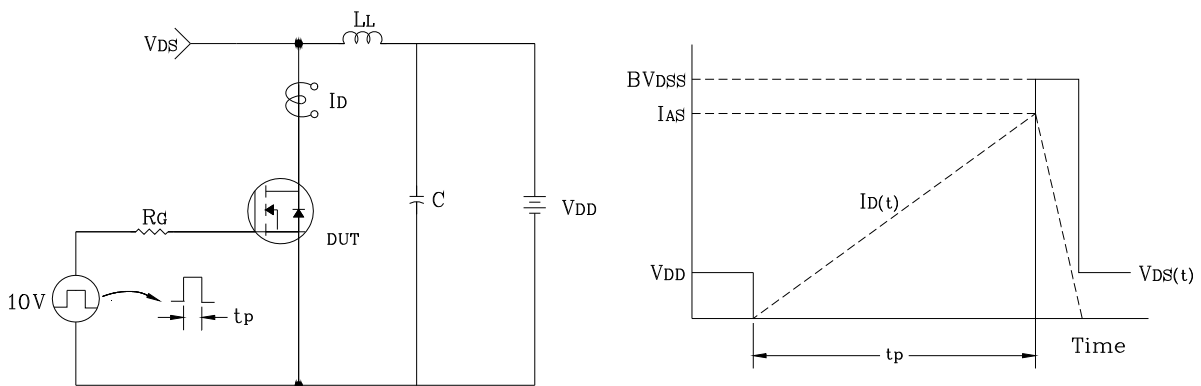 LL
VDS
ID
RG
DUT
C
VDD
10V
tp
BVDSS
IAS
ID(t)
VDD
VDS(t)
tp
Time